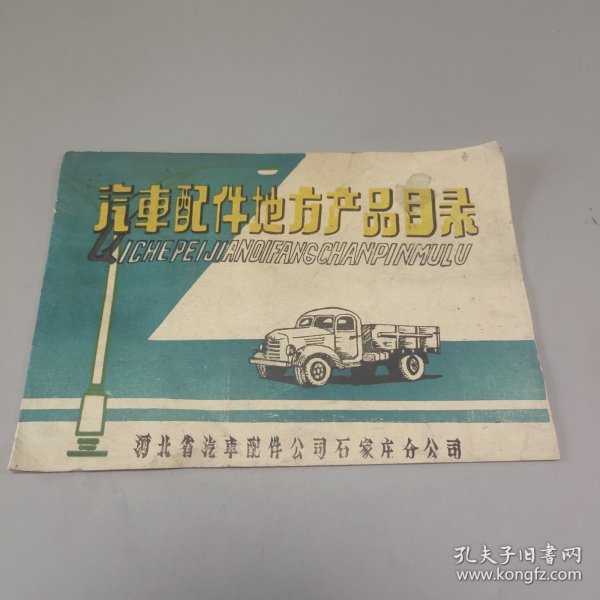 汽車配件地方产品目录
QICHEPEIJIANDIFANGCHANPINMULU
河北省汽車配件公司石家庄分公司
孔夫子旧书网
www.kongfz.com